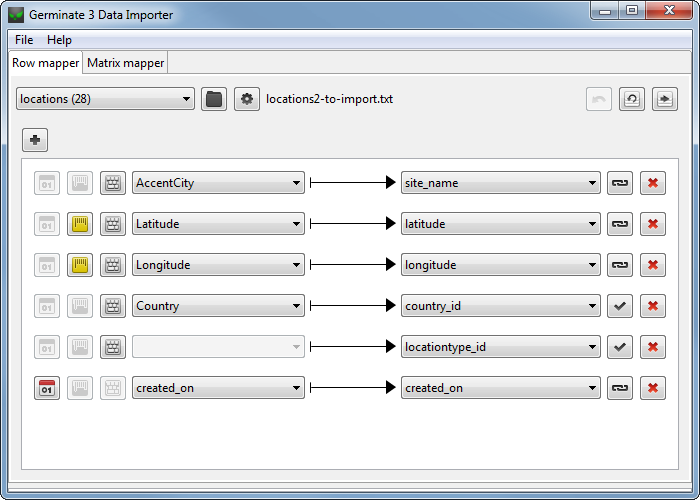 Germinate 3 Data Importer
File Help
Row mapper Matrix mapper
locations (28) locations2-to-import.txt
01 AccentCity site_name
01 Latitude latitude
01 Longitude longitude
01 Country country_id
01 locationtype_id
01 created_on created_on